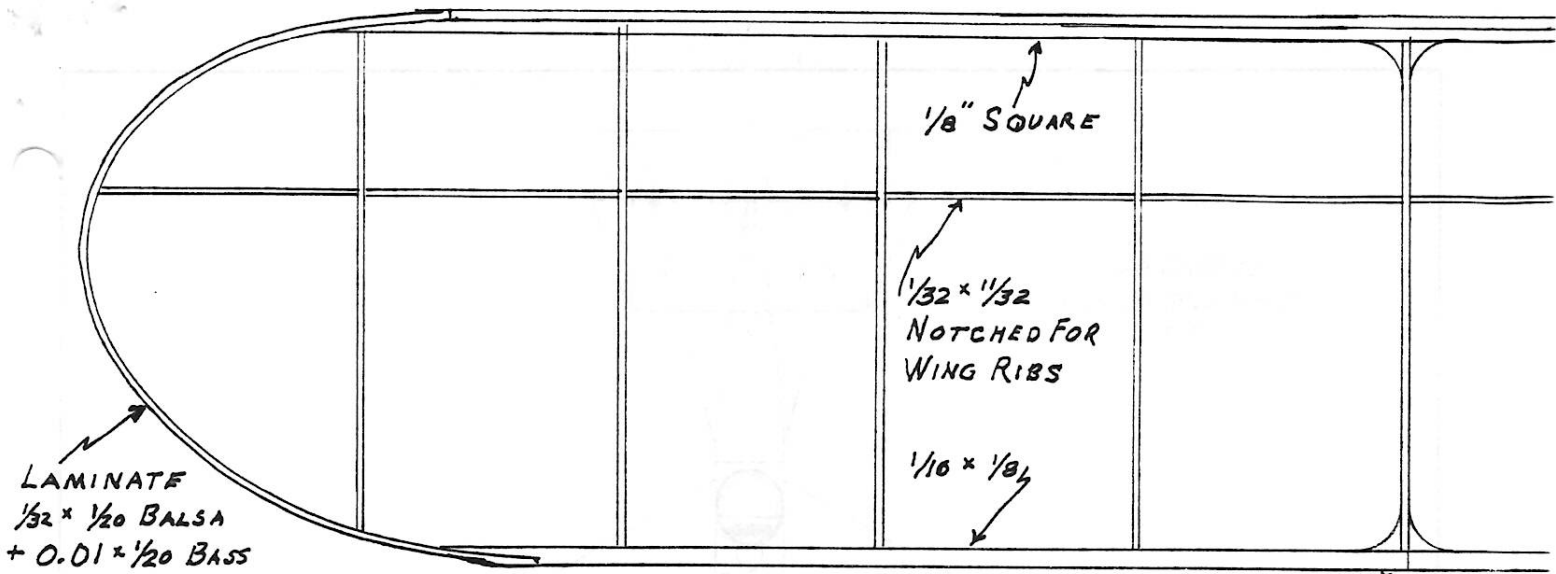 1/8" SQUARE
1/32 x 11/32
NOTCHED FOR
WING RIBS
1/16 x 1/8
LAMINATE
1/32 x 1/20 BALSA
+ 0.01 x 1/20 BASS